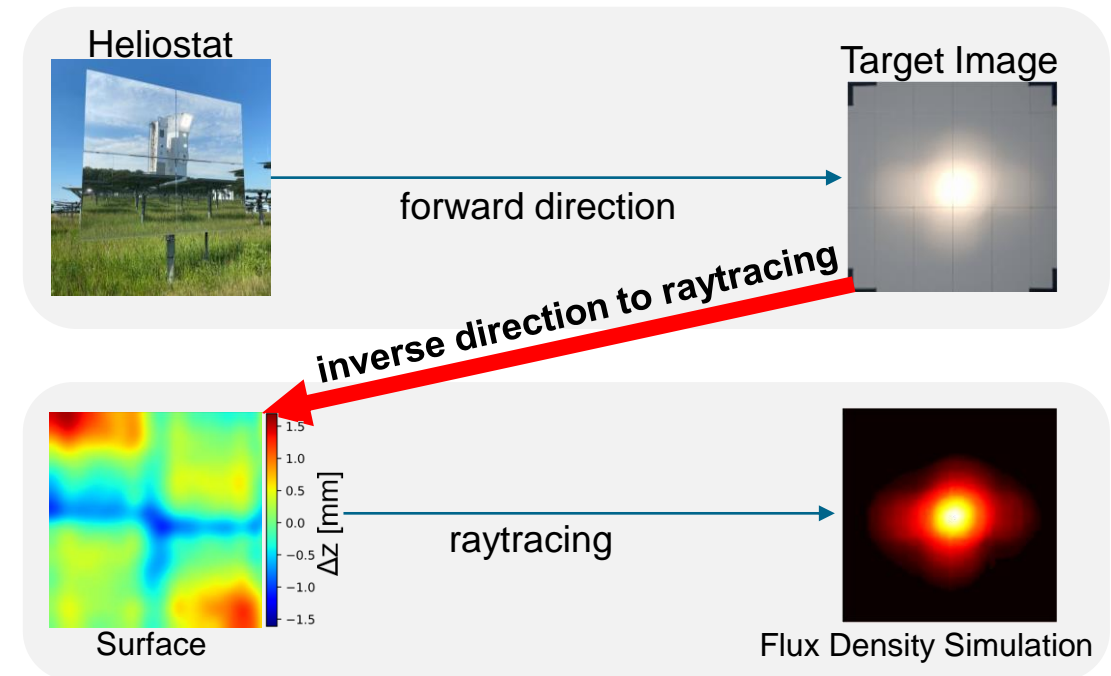 Heliostat
Target Image
forward direction
inverse direction to raytracing
1.5
1.0
0.5
0.0
−0.5
−1.0
−1.5
Δz [mm]
raytracing
Surface
Flux Density Simulation